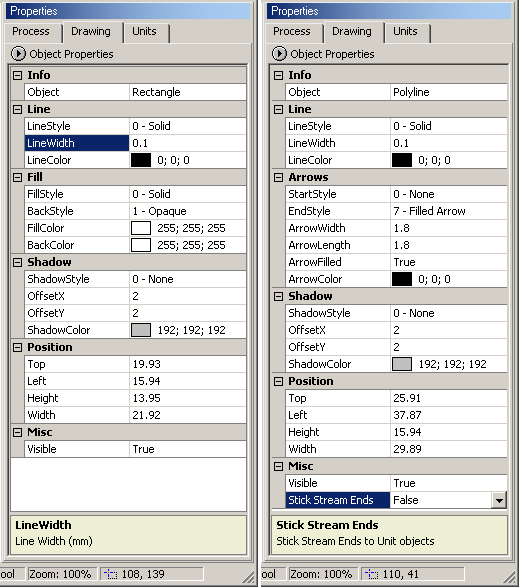 Properties
Process Drawing Units
Object Properties
Info
Object Rectangle
Line
LineStyle 0 - Solid
LineWidth 0.1
LineColor 0; 0; 0
Fill
FillStyle 0 - Solid
BackStyle 1 - Opaque
FillColor 255; 255; 255
BackColor 255; 255; 255
Shadow
ShadowStyle 0 - None
OffsetX 2
OffsetY 2
ShadowColor 192; 192; 192
Position
Top 19.93
Left 15.94
Height 13.95
Width 21.92
Misc
Visible True
LineWidth
Line Width (mm)
ool Zoom: 100% 108, 139
Properties
Process Drawing Units
Object Properties
Info
Object Polyline
Line
LineStyle 0 - Solid
LineWidth 0.1
LineColor 0; 0; 0
Arrows
StartStyle 0 - None
EndStyle 7 - Filled Arrow
ArrowWidth 1.8
ArrowLength 1.8
ArrowFilled True
ArrowColor 0; 0; 0
Shadow
ShadowStyle 0 - None
OffsetX 2
OffsetY 2
ShadowColor 192; 192; 192
Position
Top 25.91
Left 37.87
Height 15.94
Width 29.89
Misc
Visible True
Stick Stream Ends False
Stick Stream Ends
Stick Stream Ends to Unit objects
ool Zoom: 100% 110, 41